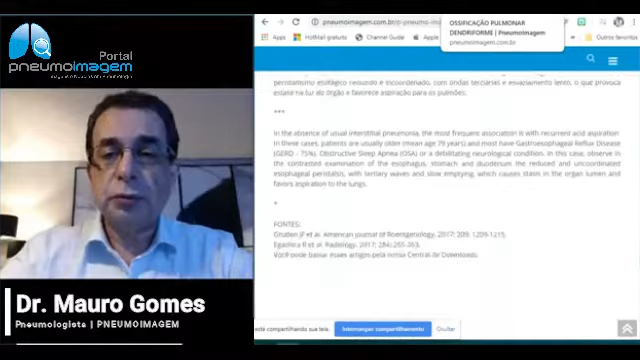 Portal
pneumoimagem
Dr. Mauro Gomes
Pneumologista | PNEUMOIMAGEM
pneumoimagem.com.br/p-pneumo-ima
OSSIFICAÇÃO PULMONAR
DENDRIFORME | Pneumoimagem
pneumoimagem.com.br
Apps
HotMail gratuito
Channel Guide
Apple
Outros favoritos
peristaltismo esofágico reduzido e incoordenado, com ondas terciárias e esvaziamento lento, o que provoca
estase na luz do órgão e favorece aspiração para os pulmões.
***
In the absence of usual interstitial pneumonia, the most frequent association is with recurrent acid aspiration
In these cases, patients are usually older (mean age 79 years) and most have Gastroesophageal Reflux Disease
(GERD - 75%), Obstructive Sleep Apnea (OSA) or a debilitating neurological condition. In this case, observe in
the contrasted examination of the esophagus, stomach and duodenum the reduced and uncoordinated
esophageal peristalsis, with tertiary waves and slow emptying, which causes stasis in the organ lumen and
favors aspiration to the lungs.
*
FONTES:
Gruden JF et al. American Journal of Roentgenology. 2017; 209: 1209-1215.
Egashira R et al. Radiology. 2017; 284: 255-263.
Você pode baixar esses artigos pela nossa Central de Downloads.
está compartilhando sua tela.
Interromper compartilhamento
Ocultar